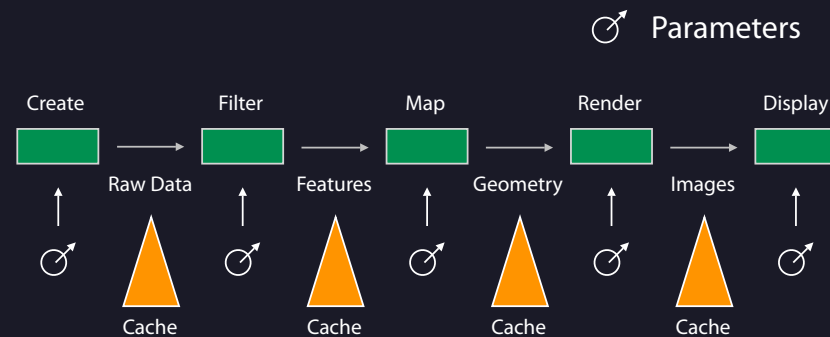 Parameters
Create Filter Map Render Display
Raw Data Features Geometry Images
Cache Cache Cache Cache